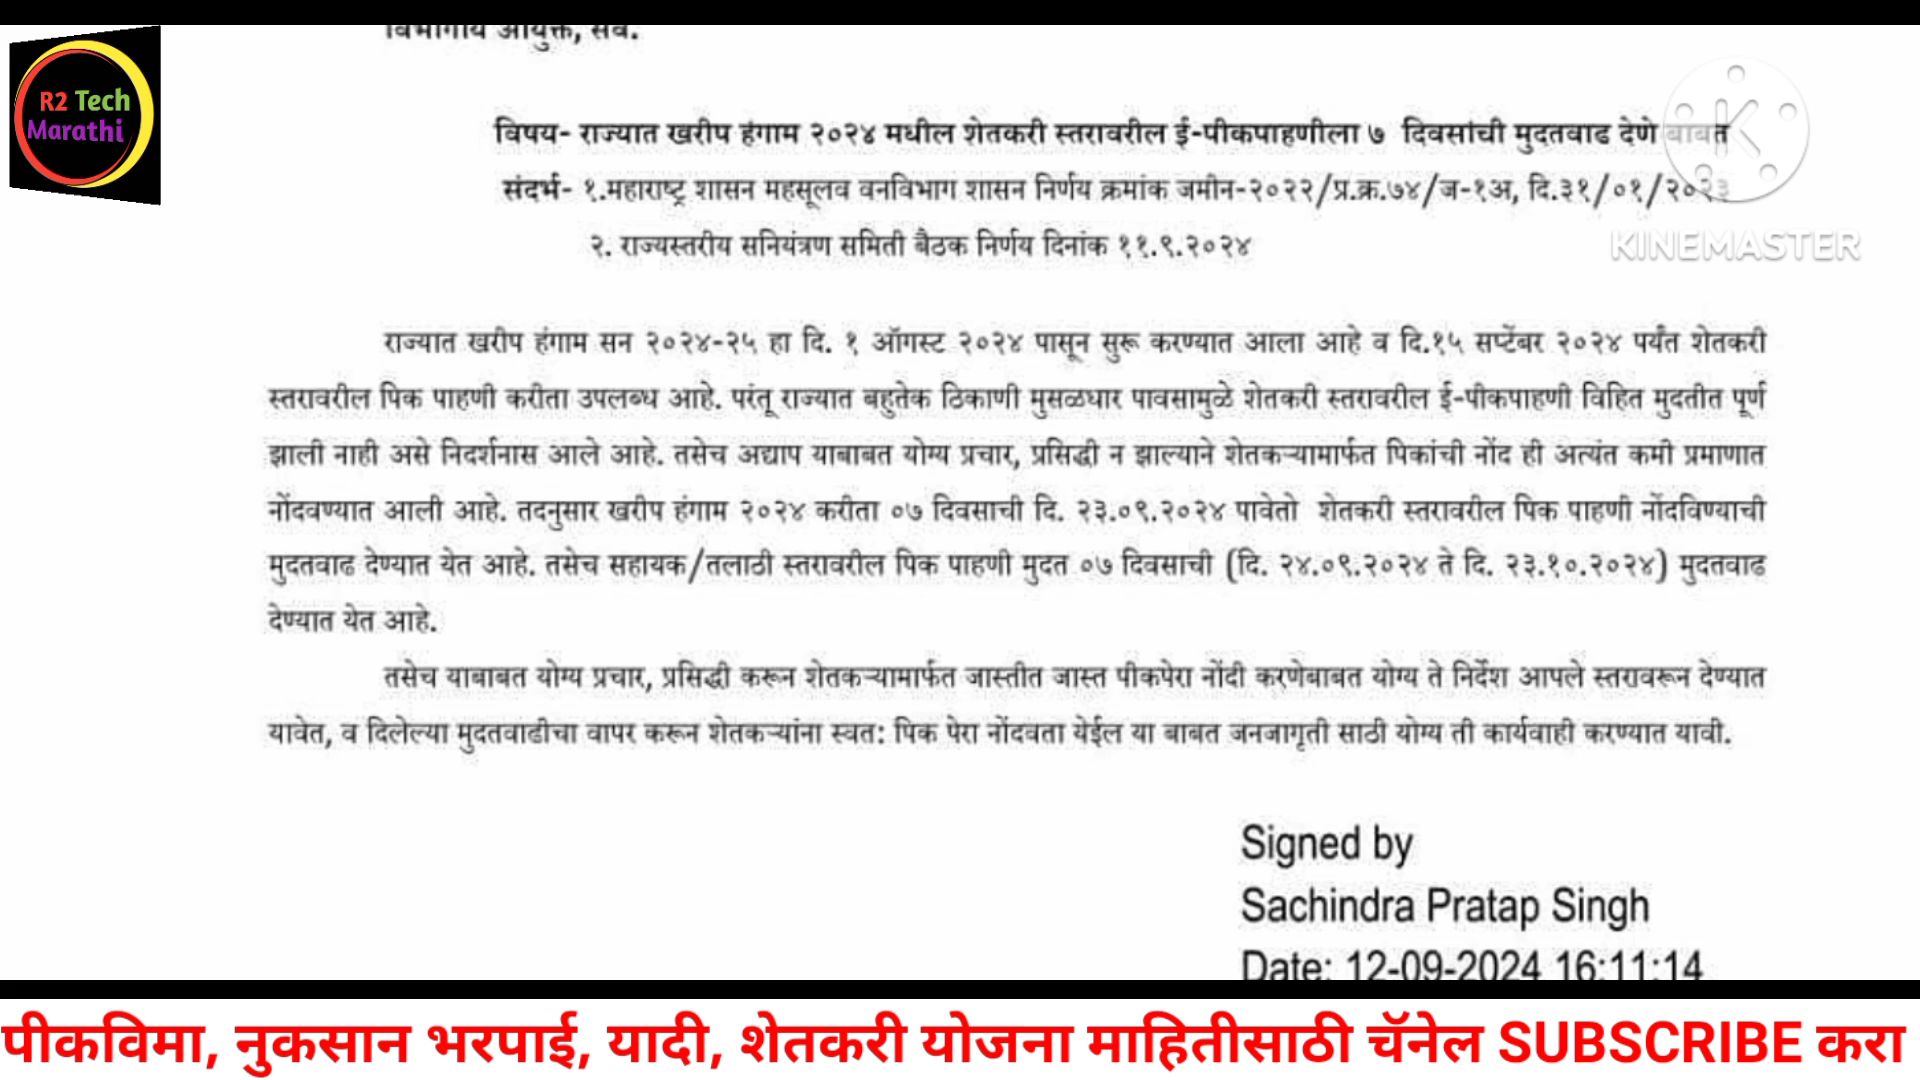 विभागीय आयुक्त, सर्व.
R2 Tech
Marathi
विषय- राज्यात खरीप हंगाम २०२४ मधील शेतकरी स्तरावरील ई-पीकपाहणीला ७ दिवसांची मुदतवाढ देणे बाबत
संदर्भ- १.महाराष्ट्र शासन महसूलव वनविभाग शासन निर्णय क्रमांक जमीन-२०२२/प्र.क्र.७४/ज-१अ, दि.३१/०१/२०२३
KINEMASTER
२. राज्यस्तरीय सनियंत्रण समिती बैठक निर्णय दिनांक ११.९.२०२४
राज्यात खरीप हंगाम सन २०२४-२५ हा दि. १ ऑगस्ट २०२४ पासून सुरू करण्यात आला आहे व दि.१५ सप्टेंबर २०२४ पर्यंत शेतकरी
स्तरावरील पिक पाहणी करीता उपलब्ध आहे. परंतू राज्यात बहुतेक ठिकाणी मुसळधार पावसामुळे शेतकरी स्तरावरील ई-पीकपाहणी विहित मुदतीत पूर्ण
झाली नाही असे निदर्शनास आले आहे. तसेच अद्याप याबाबत योग्य प्रचार, प्रसिद्धी न झाल्याने शेतकऱ्यामार्फत पिकांची नोंद ही अत्यंत कमी प्रमाणात
नोंदवण्यात आली आहे. तदनुसार खरीप हंगाम २०२४ करीता ०७ दिवसाची दि. २३.०९.२०२४ पावेतो शेतकरी स्तरावरील पिक पाहणी नोंदविण्याची
मुदतवाढ देण्यात येत आहे. तसेच सहायक/तलाठी स्तरावरील पिक पाहणी मुदत ०७ दिवसाची (दि. २४.०९.२०२४ ते दि. २३.१०.२०२४) मुदतवाढ
देण्यात येत आहे.
तसेच याबाबत योग्य प्रचार, प्रसिद्धी करून शेतकऱ्यामार्फत जास्तीत जास्त पीकपेरा नोंदी करणेबाबत योग्य ते निर्देश आपले स्तरावरून देण्यात
यावेत, व दिलेल्या मुदतवाढीचा वापर करून शेतकऱ्यांना स्वत: पिक पेरा नोंदवता येईल या बाबत जनजागृती साठी योग्य ती कार्यवाही करण्यात यावी.
Signed by
Sachindra Pratap Singh
Date: 12-09-2024 16:11:14
पीकविमा, नुकसान भरपाई, यादी, शेतकरी योजना माहितीसाठी चॅनेल SUBSCRIBE करा